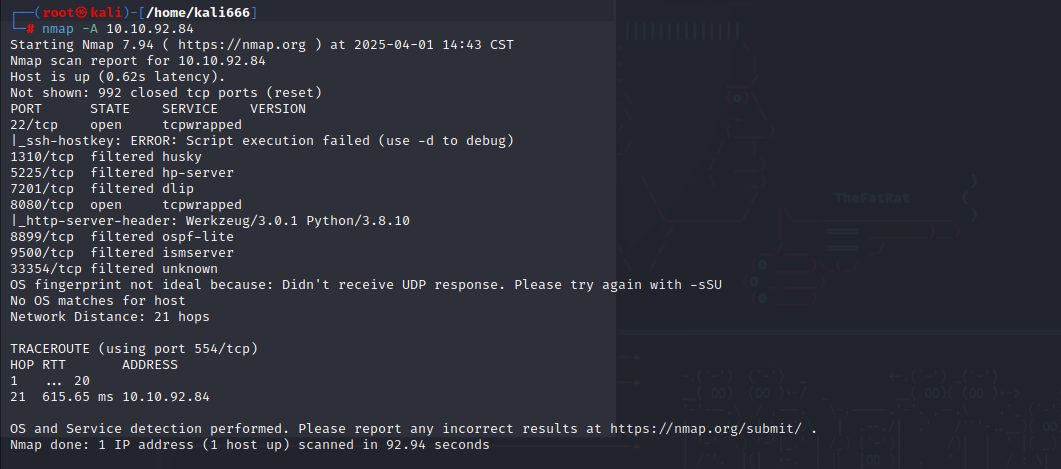 ┌──(root㉿kali)-[/home/kali666]
└─# nmap -A 10.10.92.84
Starting Nmap 7.94 ( https://nmap.org ) at 2025-04-01 14:43 CST
Nmap scan report for 10.10.92.84
Host is up (0.62s latency).
Not shown: 992 closed tcp ports (reset)
PORT      STATE    SERVICE    VERSION
22/tcp    open     tcpwrapped
|_ssh-hostkey: ERROR: Script execution failed (use -d to debug)
1310/tcp  filtered husky
5225/tcp  filtered hp-server
7201/tcp  filtered dlip
8080/tcp  open     tcpwrapped
|_http-server-header: Werkzeug/3.0.1 Python/3.8.10
8899/tcp  filtered ospf-lite
9500/tcp  filtered ismserver
33354/tcp filtered unknown
OS fingerprint not ideal because: Didn't receive UDP response. Please try again with -sSU
No OS matches for host
Network Distance: 21 hops
TRACEROUTE (using port 554/tcp)
HOP RTT       ADDRESS
1   ... 20
21  615.65 ms 10.10.92.84
OS and Service detection performed. Please report any incorrect results at https://nmap.org/submit/ .
Nmap done: 1 IP address (1 host up) scanned in 92.94 seconds
TheFatRat